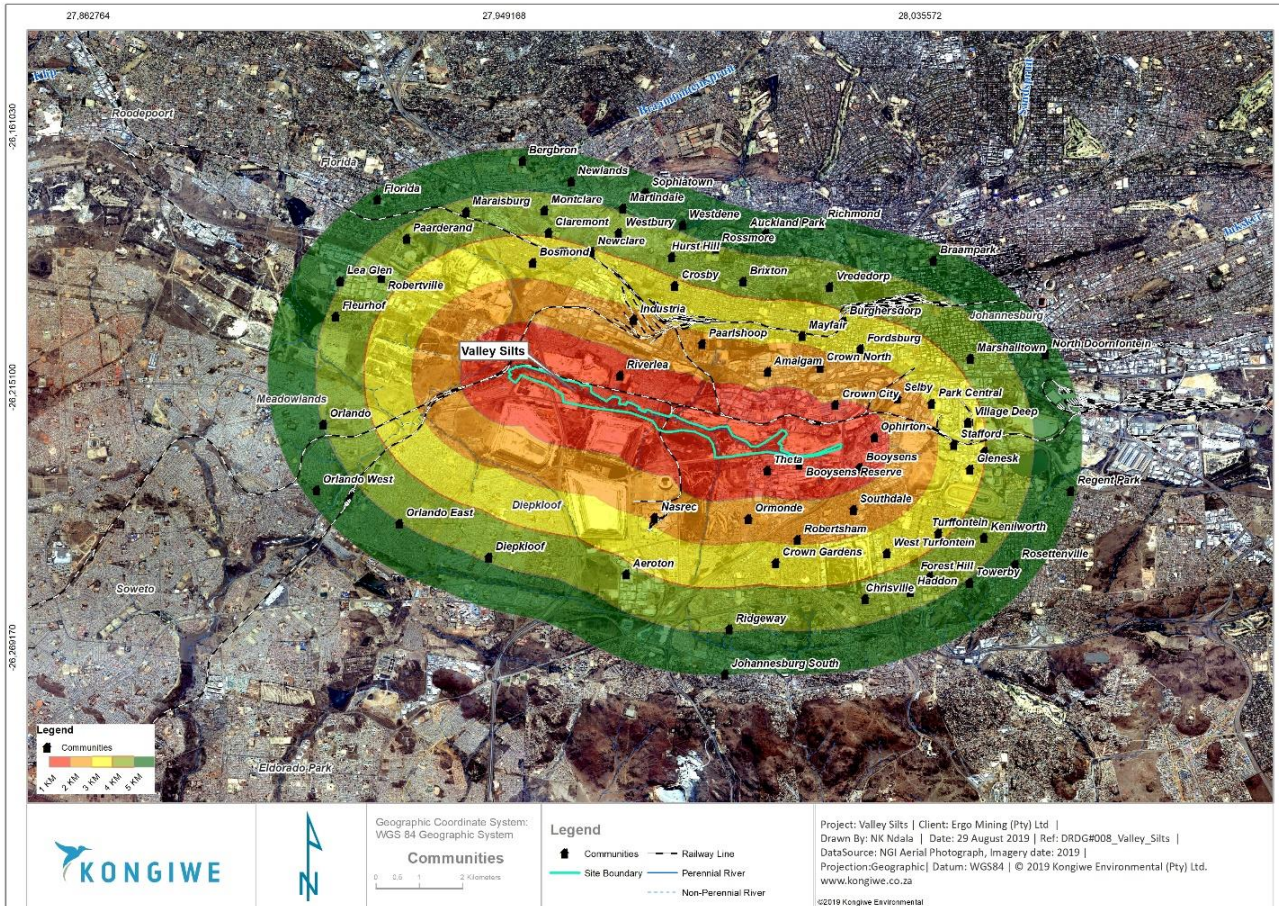 27,862764
27,949168
28,035572
-26,161030
-26,215100
-26,269170
Klip
Braamfonteinspruit
Sandspruit
Roodepoort
Florida
Bergbron
Newlands
Sophiatown
Florida
Maraisburg
Montclare
Martindale
Westdene
Auckland Park
Richmond
Paarderand
Claremont
Westbury
Rossmore
Newclare
Hurst Hill
Bosmond
Braampark
Lea Glen
Robertville
Crosby
Brixton
Vrededorp
Fleurhof
Industria
Burghersdorp
Johannesburg
Mayfair
Paarlshoop
Fordsburg
Marshalltown
North Doornfontein
Valley Silts
Riverlea
Amalgam
Crown North
Meadowlands
Orlando
Crown City
Selby
Park Central
Village Deep
Ophirton
Stafford
Theta
Booysens
Booysens Reserve
Glenesk
Orlando West
Regent Park
Diepkloof
Nasrec
Ormonde
Southdale
Orlando East
Robertsham
Turffontein
Kenilworth
Diepkloof
Aeroton
Crown Gardens
West Turfontein
Rosettenville
Forest Hill
Towerby
Haddon
Chrisville
Soweto
Ridgeway
Johannesburg South
Eldorado Park
Legend
Communities
1 KM
2 KM
3 KM
4 KM
5 KM
KONGIWE
N
Geographic Coordinate System:
WGS 84 Geographic System
Communities
0 0.5 1 2 Kilometers
Legend
Communities
Railway Line
Site Boundary
Perennial River
Non-Perennial River
Project: Valley Silts | Client: Ergo Mining (Pty) Ltd |
Drawn By: NK Ndala | Date: 29 August 2019 | Ref: DRDG#008_Valley_Silts |
DataSource: NGI Aerial Photograph, Imagery date: 2019 |
Projection:Geographic| Datum: WGS84 | © 2019 Kongiwe Environmental (Pty) Ltd.
www.kongiwe.co.za
©2019 Kongiwe Environmental